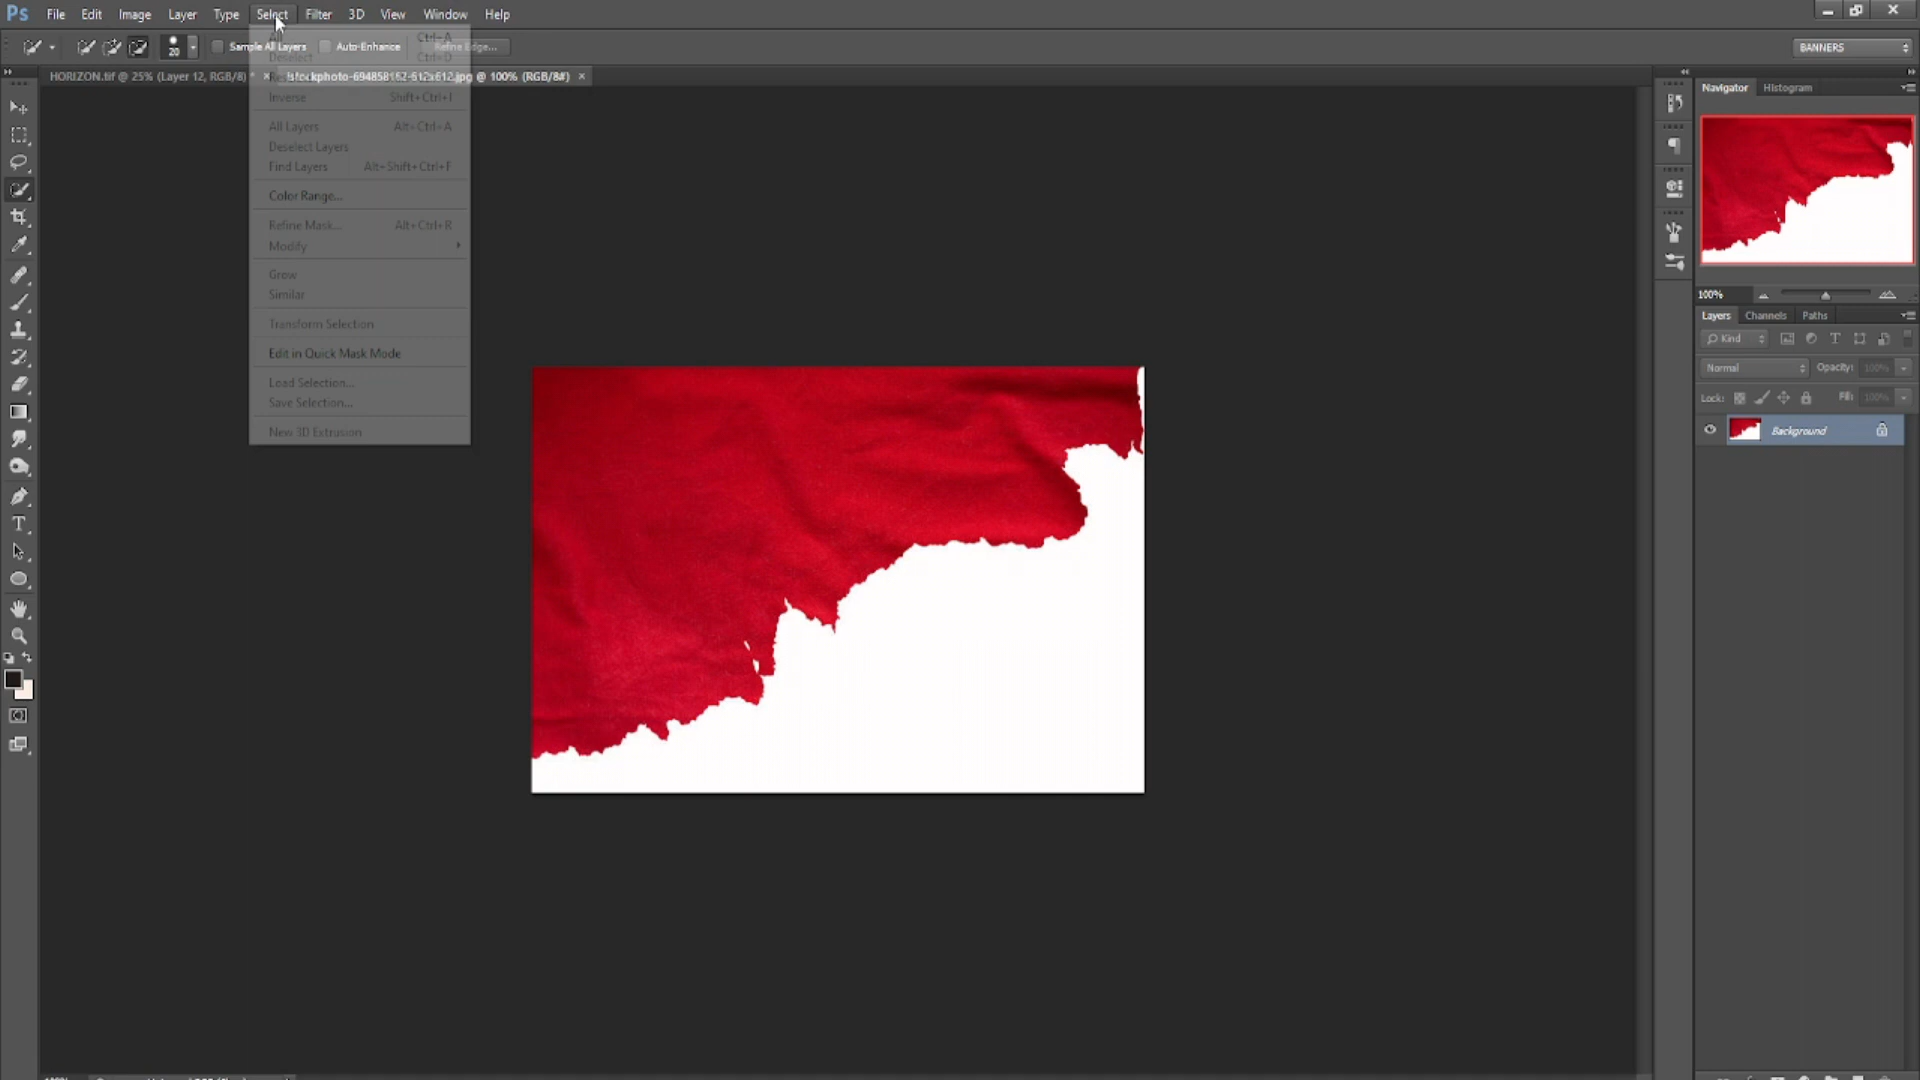 Ps File Edit Image Layer Type Select Filter 3D View Window Help
20 Sample All Layers Auto-Enhance Refine Edge... BANNERS
HORIZON.tif @ 25% (Layer 12, RGB/8) * × istockphoto-694858162-612x612.jpg @ 100% (RGB/8#) ×
All Ctrl+A
Deselect Ctrl+D
Inverse Shift+Ctrl+I
All Layers Alt+Ctrl+A
Deselect Layers
Find Layers Alt+Shift+Ctrl+F
Color Range...
Refine Mask... Alt+Ctrl+R
Modify
Grow
Similar
Transform Selection
Edit in Quick Mask Mode
Load Selection...
Save Selection...
New 3D Extrusion
Navigator Histogram
100%
Layers Channels Paths
Kind
Normal Opacity: 100%
Lock: Fill: 100%
Background